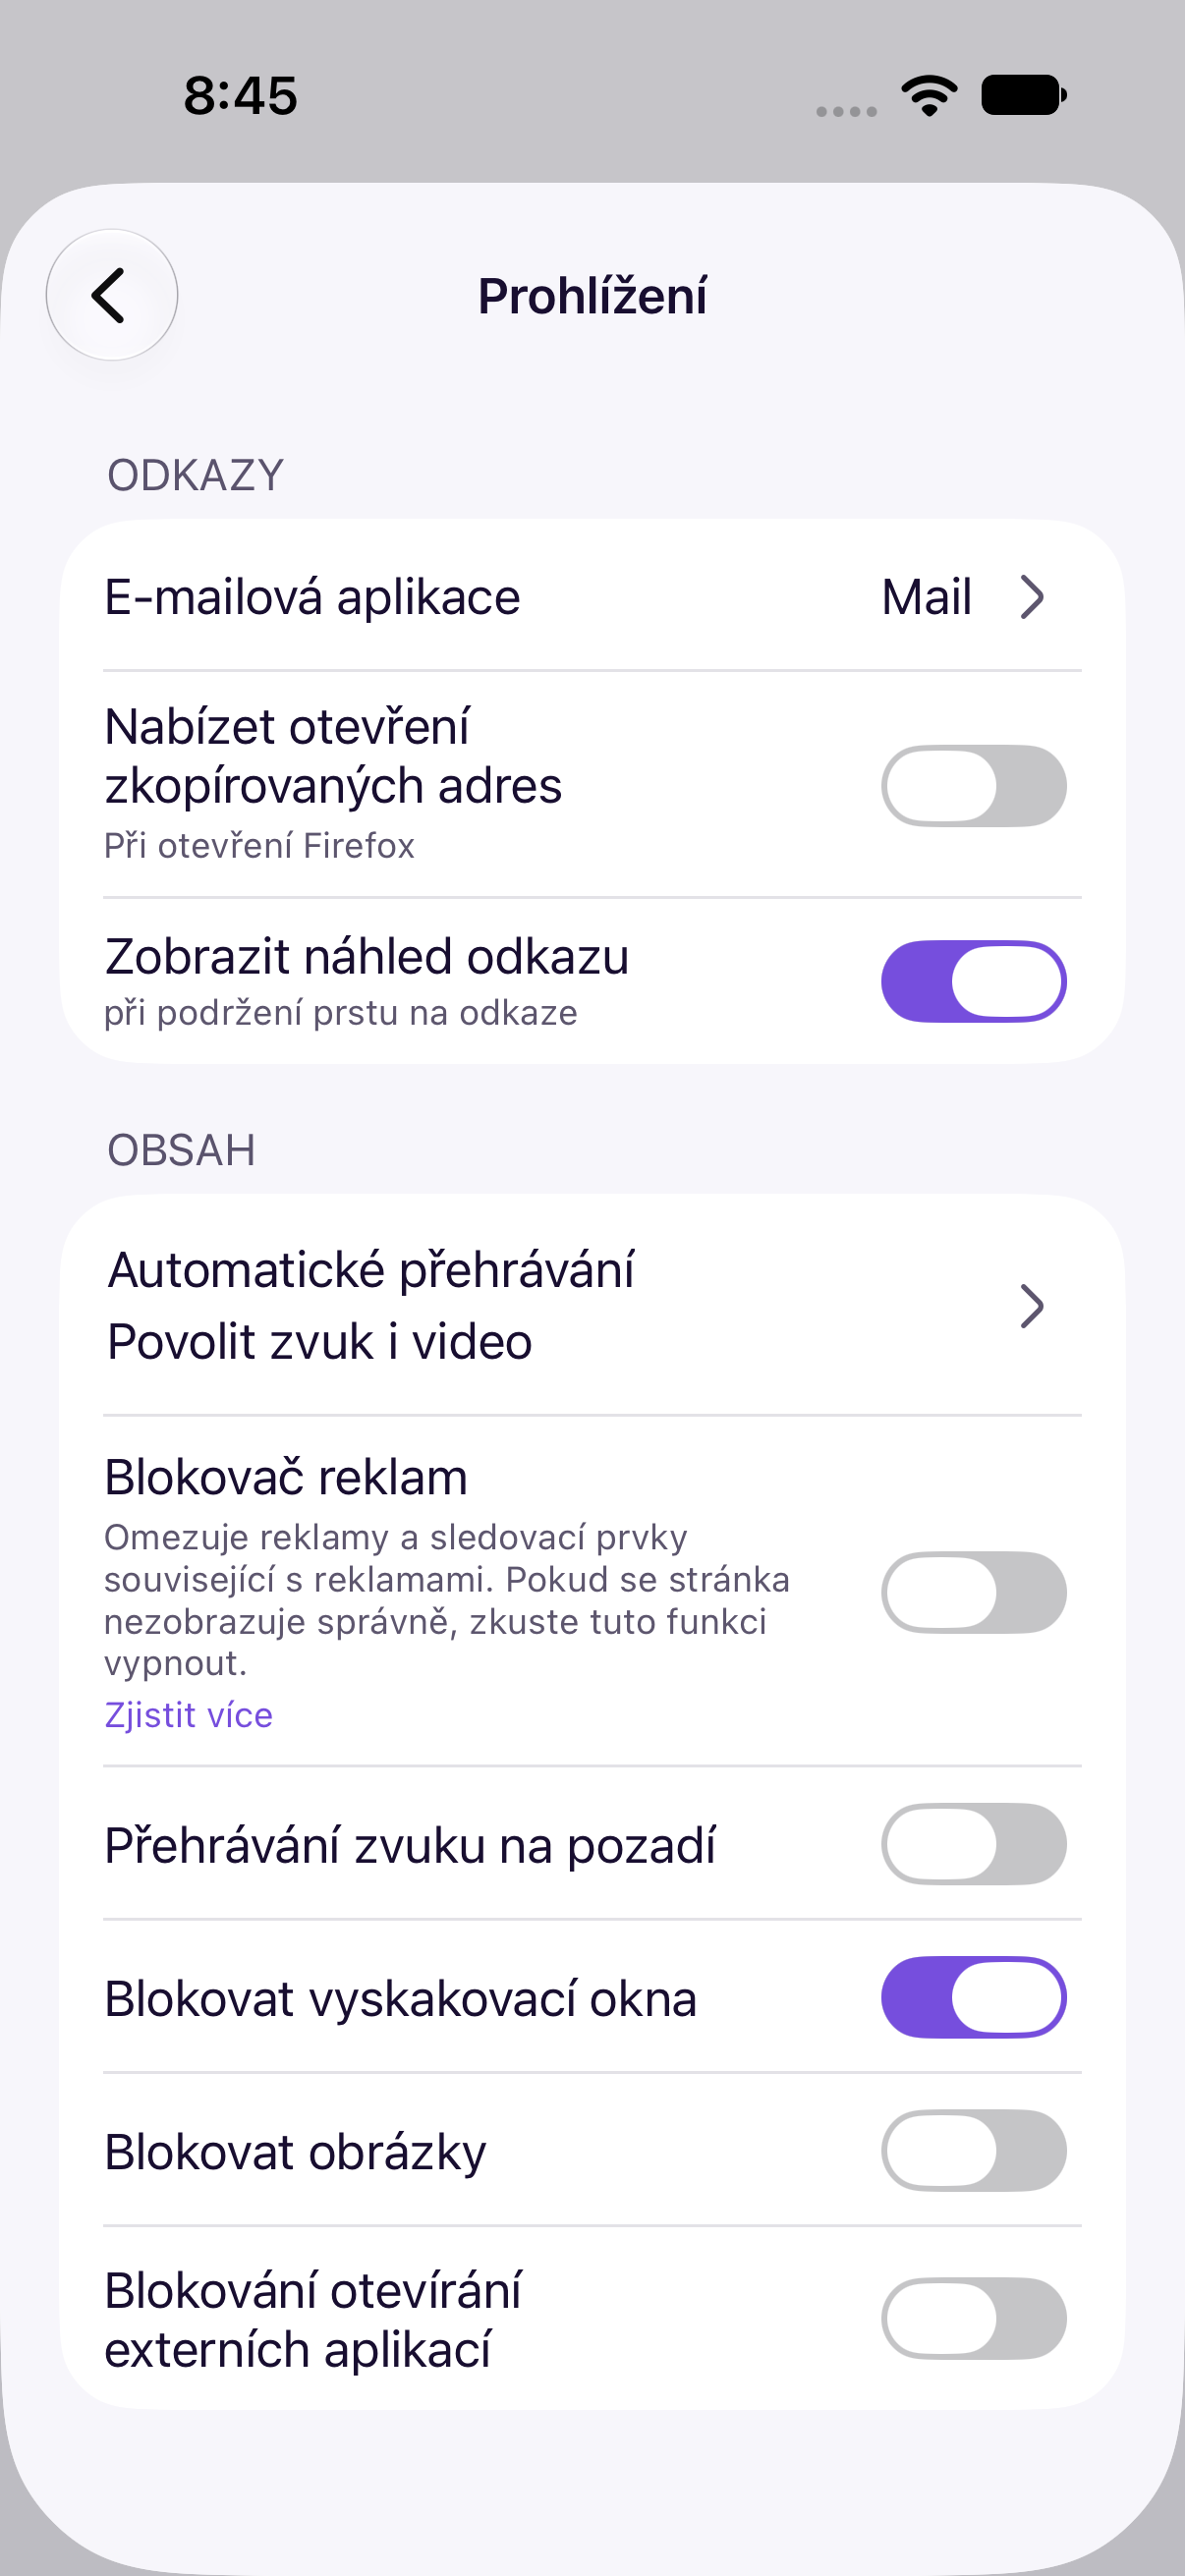 8:45
Prohlížení
ODKAZY
E-mailová aplikace Mail
Nabízet otevření
zkopírovaných adres
Při otevření Firefox
Zobrazit náhled odkazu
při podržení prstu na odkaze
OBSAH
Automatické přehrávání
Povolit zvuk i video
Blokovač reklam
Omezuje reklamy a sledovací prvky
související s reklamami. Pokud se stránka
nezobrazuje správně, zkuste tuto funkci
vypnout.
Zjistit více
Přehrávání zvuku na pozadí
Blokovat vyskakovací okna
Blokovat obrázky
Blokování otevírání
externích aplikací